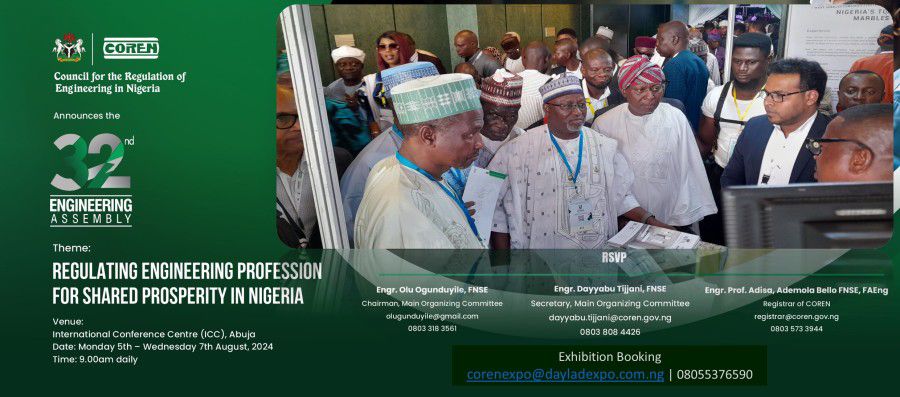 COREN
Council for the Regulation of
Engineering in Nigeria
Announces the
32nd
ENGINEERING
ASSEMBLY
Theme:
REGULATING ENGINEERING PROFESSION
FOR SHARED PROSPERITY IN NIGERIA
Venue:
International Conference Centre (ICC), Abuja
Date: Monday 5th – Wednesday 7th August, 2024
Time: 9.00am daily
NIGERIA'S
MARBLES
RSVP
Engr. Olu Ogunduyile, FNSE
Chairman, Main Organizing Committee
olugunduyile@gmail.com
0803 318 3561
Engr. Dayyabu Tijjani, FNSE
Secretary, Main Organizing Committee
dayyabu.tijjani@coren.gov.ng
0803 808 4426
Engr. Prof. Adisa, Ademola Bello FNSE, FAEng
Registrar of COREN
registrar@coren.gov.ng
0803 573 3944
Exhibition Booking
corenexpo@dayladexpo.com.ng | 08055376590